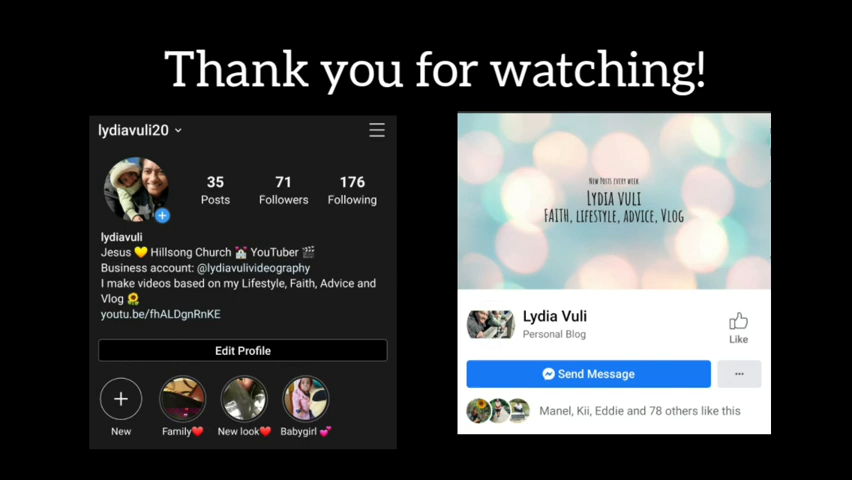 Thank you for watching!
lydiavuli20
35 71 176
Posts Followers Following
lydiavuli
Jesus 💛 Hillsong Church 💒 YouTuber 🎬
Business account: @lydiavulivideography
I make videos based on my Lifestyle, Faith, Advice and
Vlog 🌻
youtu.be/fhALDgnRnKE
Edit Profile
New Family❤️ New look❤️ Babygirl 💕
New Posts every week
Lydia Vuli
Faith, lifestyle, advice, Vlog
Lydia Vuli
Personal Blog
Like
Send Message
Manel, Kii, Eddie and 78 others like this